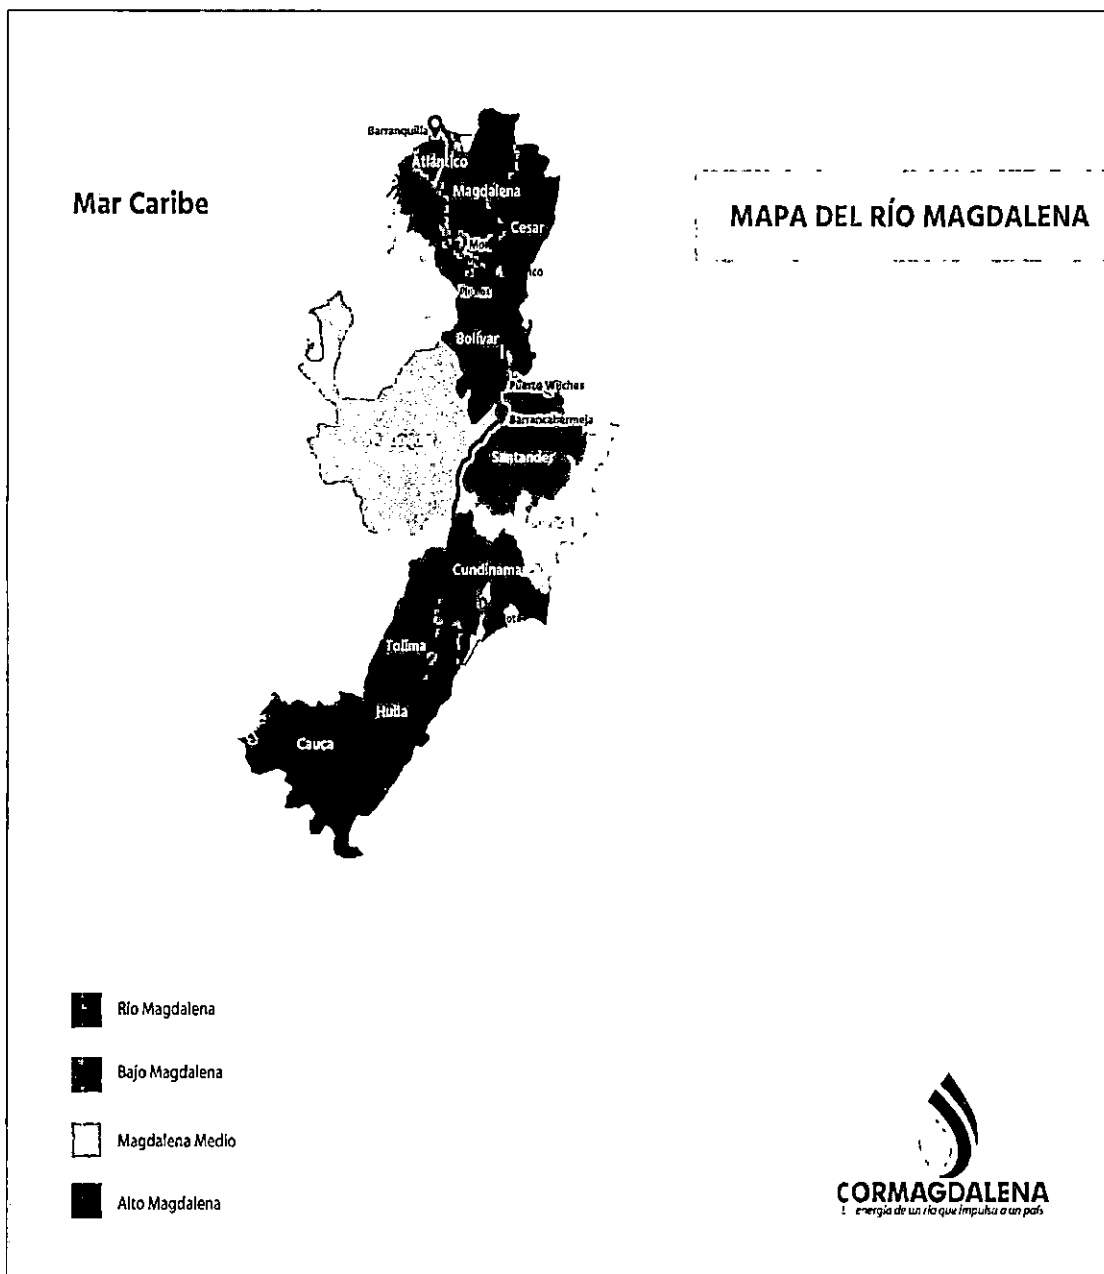 Barranquilla
Atlántico
Mar Caribe
Magdalena
MAPA DEL RÍO MAGDALENA
Cesar
Bolívar
Puerto Wilches
Barrancabermeja
Santander
Tolima
Huila
Cauca
Río Magdalena
Bajo Magdalena
Magdalena Medio
Alto Magdalena
CORMAGDALENA
energía de un río que impulsa a un país